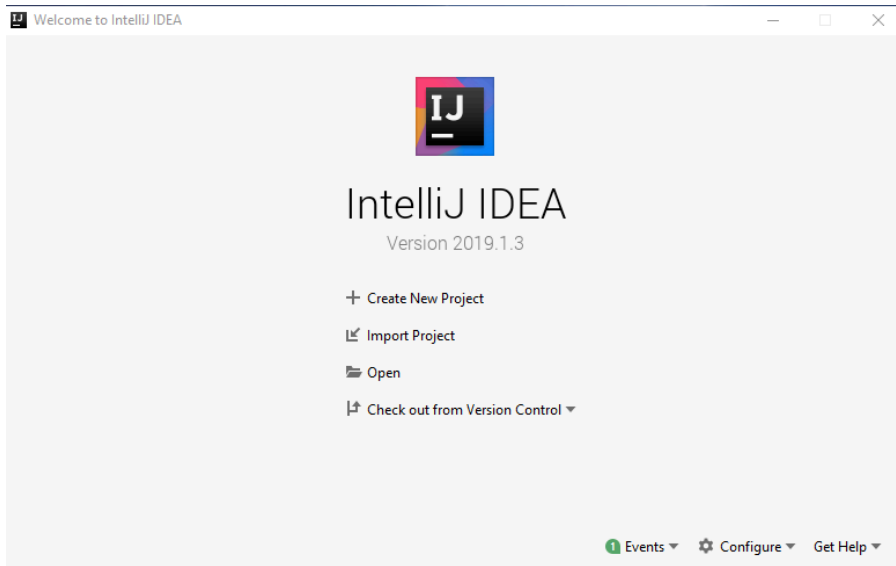 Welcome to IntelliJ IDEA
IJ
IntelliJ IDEA
Version 2019.1.3
Create New Project
Import Project
Open
Check out from Version Control
1 Events Configure Get Help